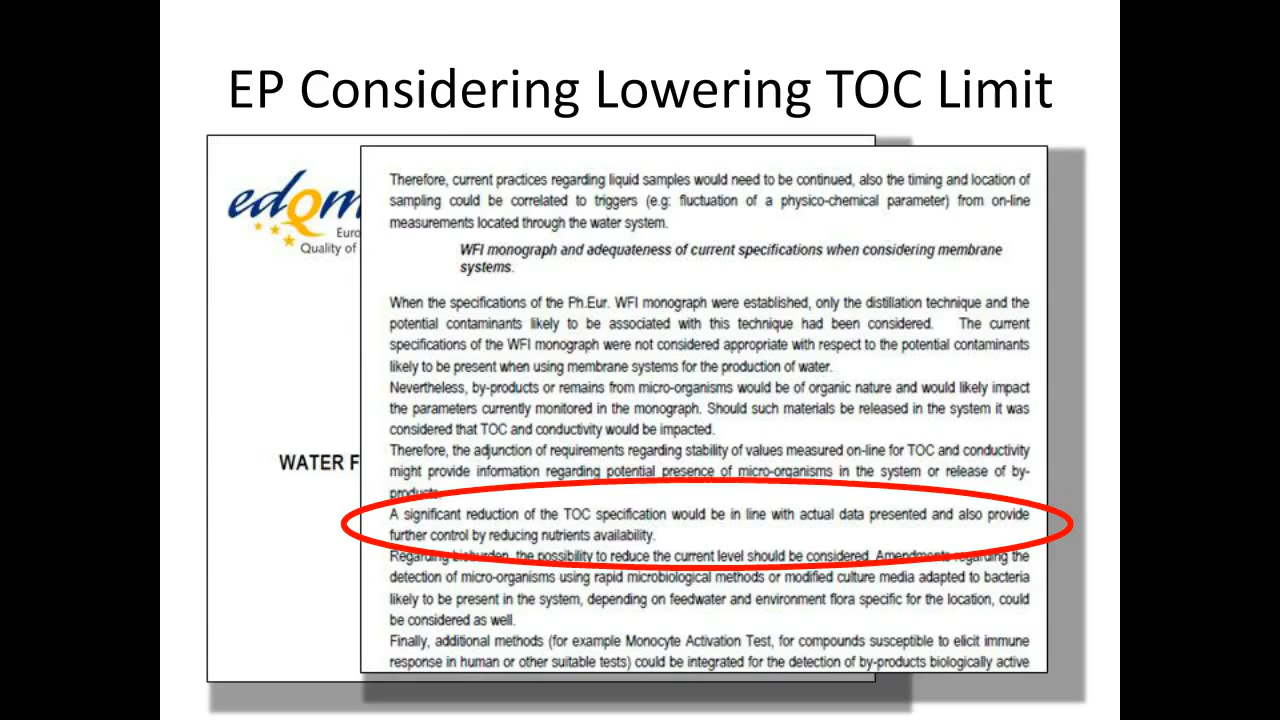 EP Considering Lowering TOC Limit
edQm
Euro
Quality of
WATER F
Therefore, current practices regarding liquid samples would need to be continued, also the timing and location of
sampling could be correlated to triggers (e.g: fluctuation of a physico-chemical parameter) from on-line
measurements located through the water system.
WFI monograph and adequateness of current specifications when considering membrane
systems.
When the specifications of the Ph.Eur. WFI monograph were established, only the distillation technique and the
potential contaminants likely to be associated with this technique had been considered. The current
specifications of the WFI monograph were not considered appropriate with respect to the potential contaminants
likely to be present when using membrane systems for the production of water.
Nevertheless, by-products or remains from micro-organisms would be of organic nature and would likely impact
the parameters currently monitored in the monograph. Should such materials be released in the system it was
considered that TOC and conductivity would be impacted.
Therefore, the adjunction of requirements regarding stability of values measured on-line for TOC and conductivity
might provide information regarding potential presence of micro-organisms in the system or release of by-
products.
A significant reduction of the TOC specification would be in line with actual data presented and also provide
further control by reducing nutrients availability.
Regarding bioburden, the possibility to reduce the current level should be considered. Amendments regarding the
detection of micro-organisms using rapid microbiological methods or modified culture media adapted to bacteria
likely to be present in the system, depending on feedwater and environment flora specific for the location, could
be considered as well.
Finally, additional methods (for example Monocyte Activation Test, for compounds susceptible to elicit immune
response in human or other suitable tests) could be integrated for the detection of by-products biologically active